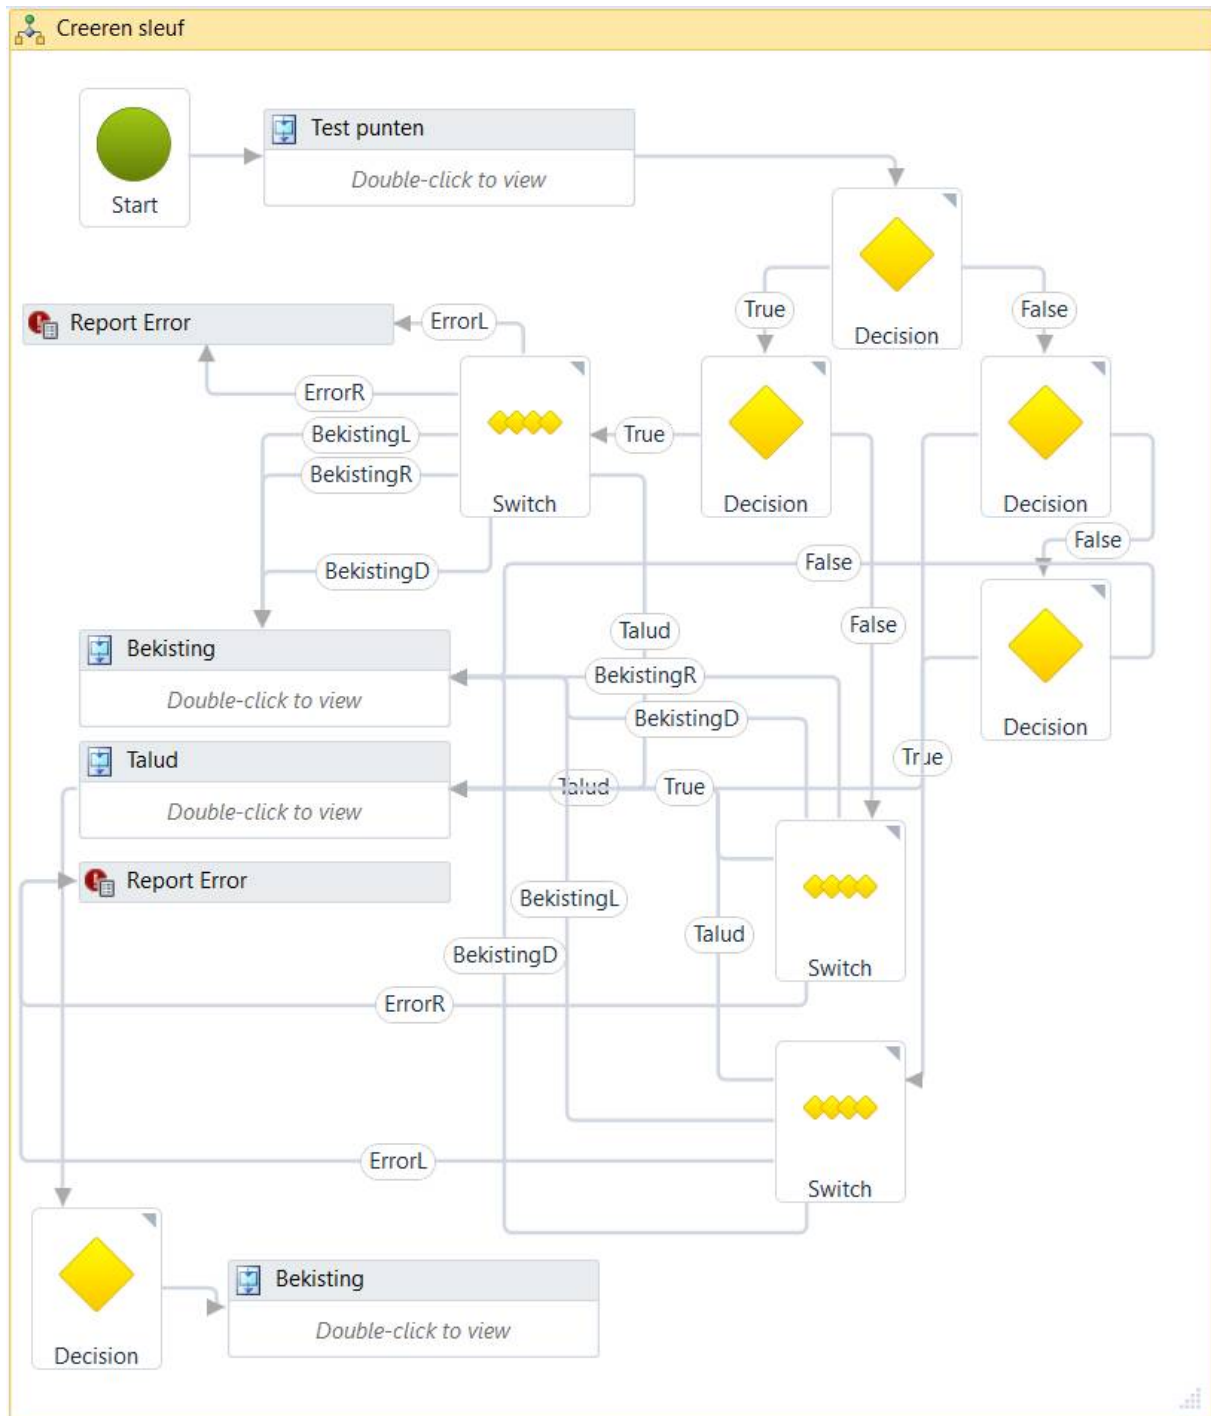 Creeren sleuf
Test punten
Double-click to view
Start
True
False
Decision
Report Error
ErrorL
ErrorR
BekistingL
True
BekistingR
Switch
Decision
Decision
False
False
BekistingD
Talud
False
Bekisting
BekistingR
Double-click to view
BekistingD
Decision
Talud
True
Talud
True
Double-click to view
Report Error
BekistingL
Talud
BekistingD
Switch
ErrorR
ErrorL
Switch
Bekisting
Double-click to view
Decision